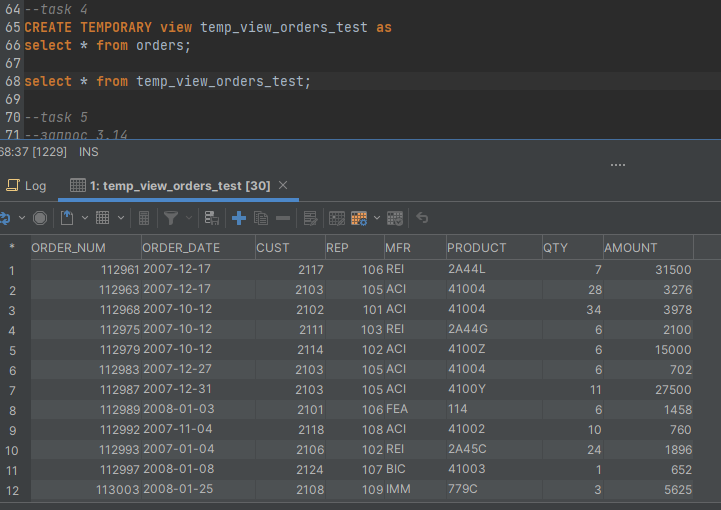 64 --task 4
65 CREATE TEMPORARY view temp_view_orders_test as
66 select * from orders;
67
68 select * from temp_view_orders_test;
69
70 --task 5
71 --запрос 3.14
68:37 [1229] INS
Log 1: temp_view_orders_test [30]
* ORDER_NUM ORDER_DATE CUST REP MFR PRODUCT QTY AMOUNT
1 112961 2007-12-17 2117 106 REI 2A44L 7 31500
2 112963 2007-12-17 2103 105 ACI 41004 28 3276
3 112968 2007-10-12 2102 101 ACI 41004 34 3978
4 112975 2007-10-12 2111 103 REI 2A44G 6 2100
5 112979 2007-10-12 2114 102 ACI 4100Z 6 15000
6 112983 2007-12-27 2103 105 ACI 41004 6 702
7 112987 2007-12-31 2103 105 ACI 4100Y 11 27500
8 112989 2008-01-03 2101 106 FEA 114 6 1458
9 112992 2007-11-04 2118 108 ACI 41002 10 760
10 112993 2007-01-04 2106 102 REI 2A45C 24 1896
11 112997 2008-01-08 2124 107 BIC 41003 1 652
12 113003 2008-01-25 2108 109 IMM 779C 3 5625